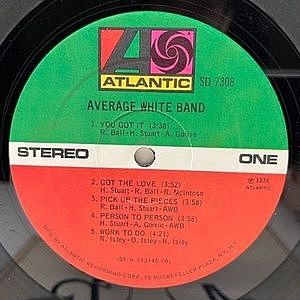 ATLANTIC
SD 7308
AVERAGE WHITE BAND
1. YOU GOT IT (3:38)
R. Ball-H. Stuart-A. Gorrie
STEREO
ONE
℗ 1974
ATLANTIC
2. GOT THE LOVE (3:52)
H. Stuart-R. Ball-R. McIntosh
3. PICK UP THE PIECES (3:58)
R. Ball-H. Stuart-AWB
4. PERSON TO PERSON (3:38)
A. Gorrie-H. Stuart-AWB
5. WORK TO DO (4:21)
R. Isley-O. Isley-R. Isley
(ST-A-743145 PR)
MFG. BY ATLANTIC RECORDING CORP., 75 ROCKEFELLER PLAZA, N.Y., N.Y.